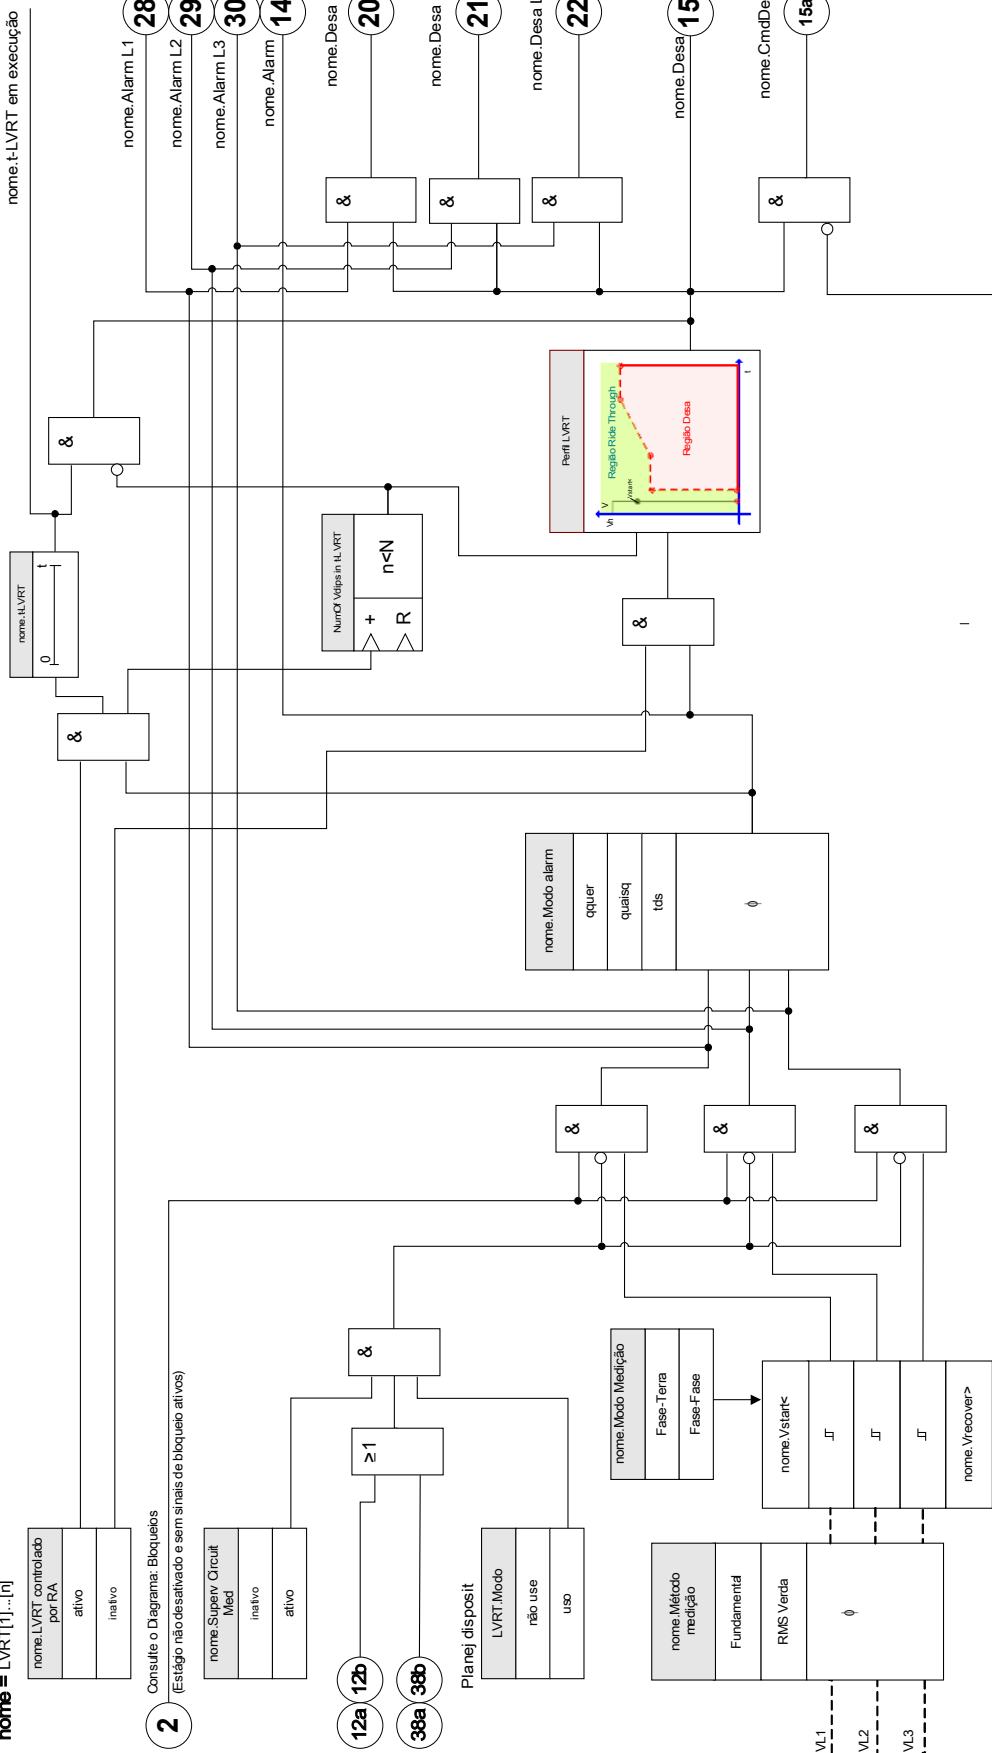 nome = LVRT[1]...[n]
nome.LVRT controlado
por RA
ativo
inativo
2
Consulte o Diagrama: Bloqueios
(Estágio não desativado e sem sinais de bloqueio ativos)
nome.Superv Circuit
Med
inativo
ativo
12a
12b
38a
38b
≥1
&
Planej disposit
LVRT.Modo
não use
uso
nome.Método
medição
Fundamental
RMS Verda
ϕ
VL1
VL2
VL3
nome.Modo Medição
Fase-Terra
Fase-Fase
nome.Vstart<
nome.Vrecover>
&
&
&
nome.Modo alarm
qquer
quaisq
tds
ϕ
&
nome.t-LVRT
0
t
NumOf Vdips in t-LVRT
+
R
n<N
&
&
Perfil LVRT
Região Ride Through
Região Desa
Vn
V
Vstart<
t
&
&
&
&
nome.t-LVRT em execução
nome.Alarm L1
28
nome.Alarm L2
29
nome.Alarm L3
30
nome.Alarm
14
nome.Desa
20
nome.Desa
21
nome.Desa L
22
nome.Desa
15
nome.CmdDe
15a